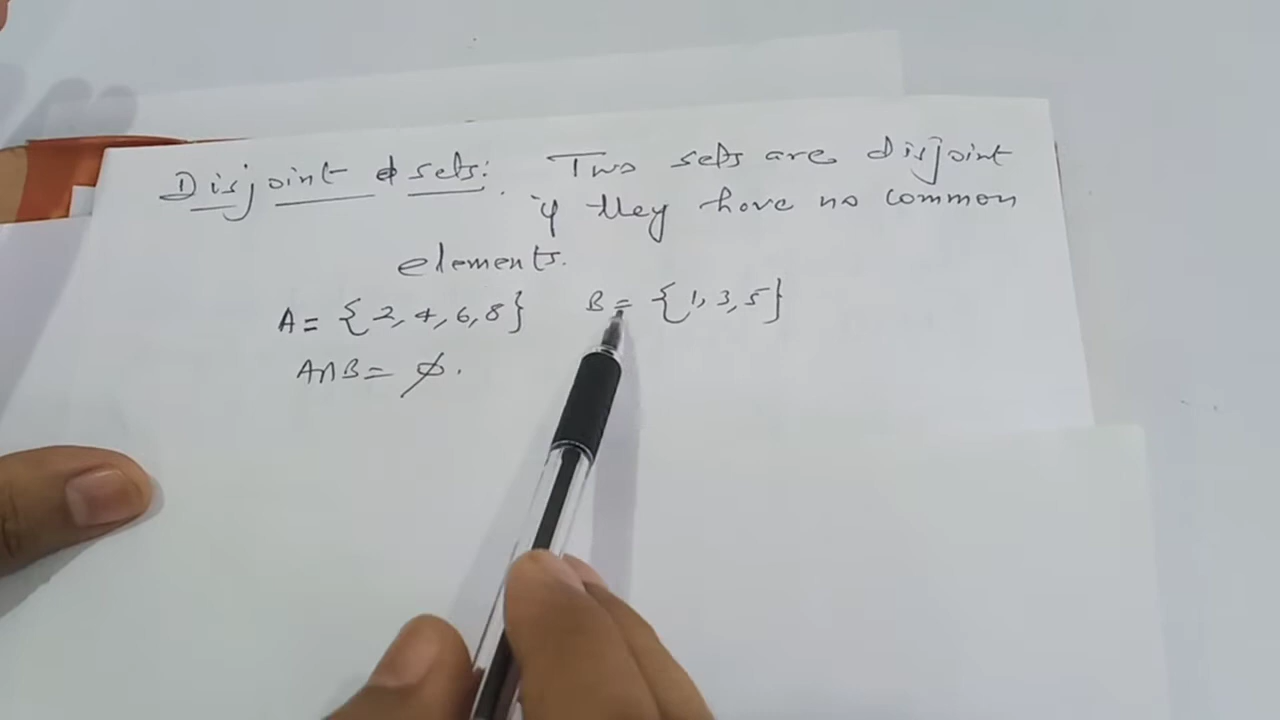 Disjoint sets: Two sets are disjoint
if they have no common
elements.
A = {2, 4, 6, 8} B = {1, 3, 5}
A∩B = ∅.